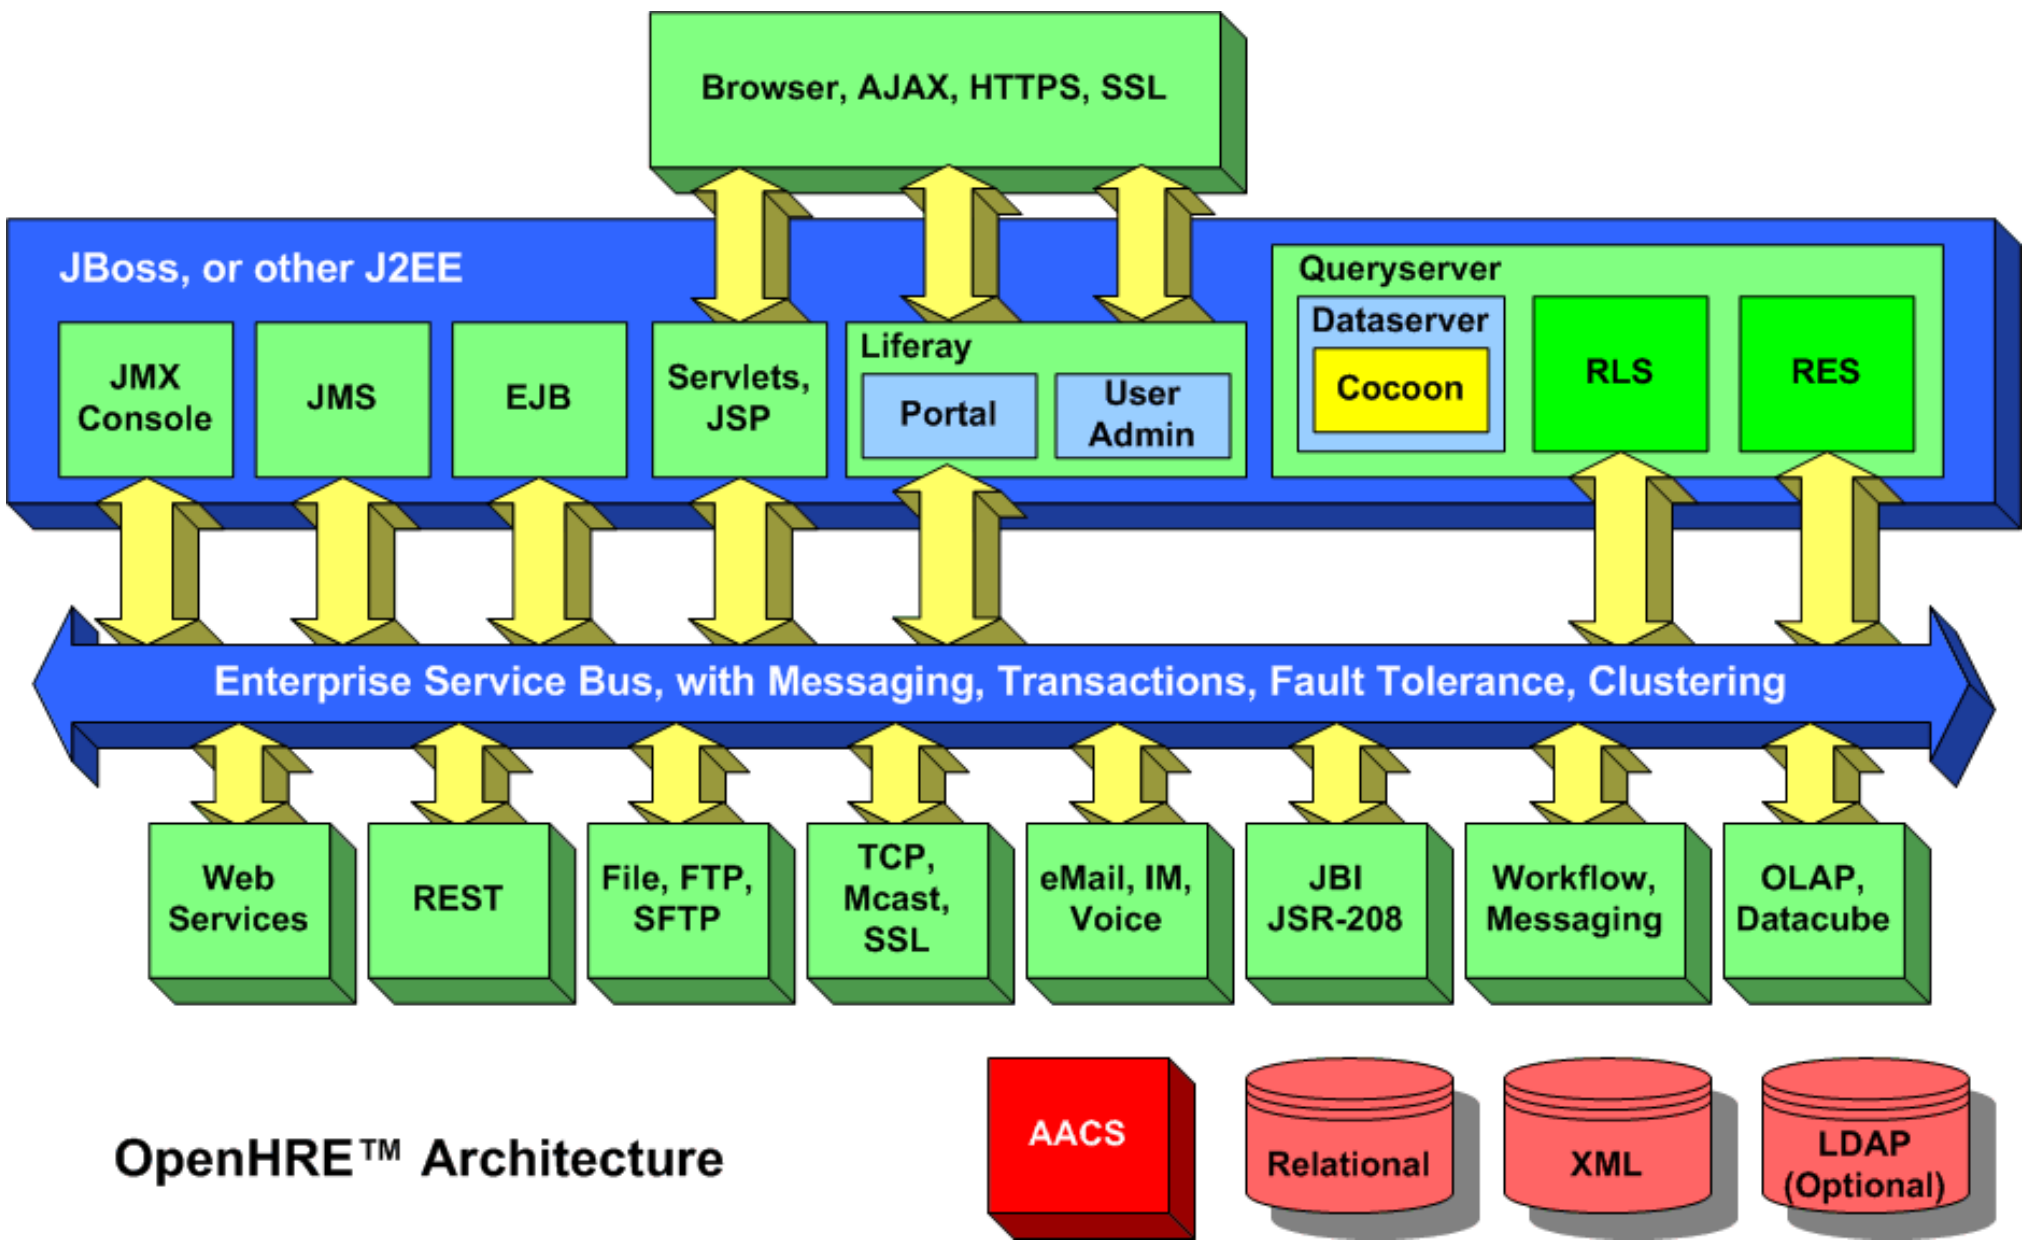 Browser, AJAX, HTTPS, SSL
JBoss, or other J2EE
JMX
Console
JMS
EJB
Servlets,
JSP
Liferay
Portal
User
Admin
Queryserver
Dataserver
Cocoon
RLS
RES
Enterprise Service Bus, with Messaging, Transactions, Fault Tolerance, Clustering
Web
Services
REST
File, FTP,
SFTP
TCP,
Mcast,
SSL
eMail, IM,
Voice
JBI
JSR-208
Workflow,
Messaging
OLAP,
Datacube
OpenHRE™ Architecture
AACS
Relational
XML
LDAP
(Optional)